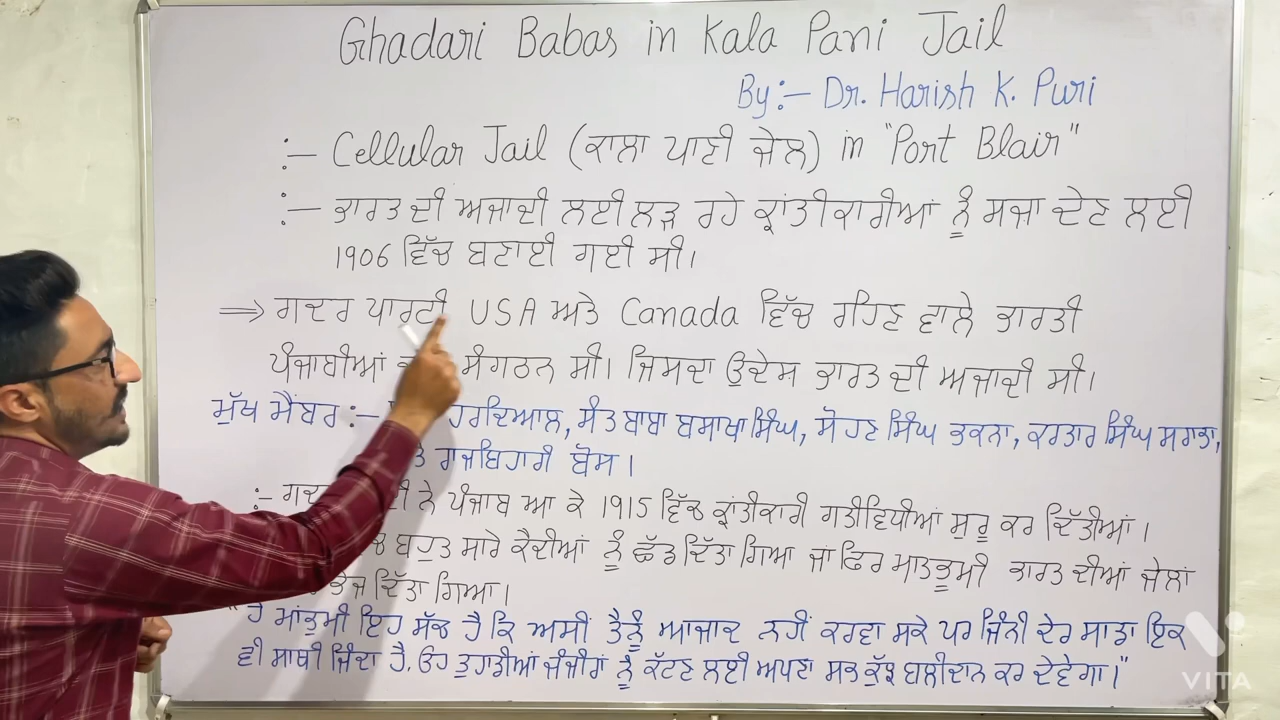 Ghadari Babas in Kala Pani Jail
By:- Dr. Harish K. Puri
:- Cellular Jail (ਕਾਲਾ ਪਾਣੀ ਜੇਲ) in "Port Blair"
:- ਭਾਰਤ ਦੀ ਅਜਾਦੀ ਲਈ ਲੜ ਰਹੇ ਕ੍ਰਾਂਤੀਕਾਰੀਆਂ ਨੂੰ ਸਜਾ ਦੇਣ ਲਈ
1906 ਵਿੱਚ ਬਣਾਈ ਗਈ ਸੀ।
⇒ ਗਦਰ ਪਾਰਟੀ USA ਅਤੇ Canada ਵਿੱਚ ਰਹਿਣ ਵਾਲੇ ਭਾਰਤੀ
ਪੰਜਾਬੀਆਂ ਸੰਗਠਨ ਸੀ। ਜਿਸਦਾ ਉਦੇਸ਼ ਭਾਰਤ ਦੀ ਅਜਾਦੀ ਸੀ।
ਮੁੱਖ ਮੈਂਬਰ:- ਹਰਦਿਆਲ, ਸੰਤ ਬਾਬਾ ਬਸਾਖਾ ਸਿੰਘ, ਸੋਹਣ ਸਿੰਘ ਭਕਨਾ, ਕਰਤਾਰ ਸਿੰਘ ਸਰਾਭਾ,
ਰਾਜਬਿਹਾਰੀ ਬੋਸ।
:- ਨੇ ਪੰਜਾਬ ਆ ਕੇ 1915 ਵਿੱਚ ਕ੍ਰਾਂਤੀਕਾਰੀ ਗਤੀਵਿਧੀਆਂ ਸ਼ੁਰੂ ਕਰ ਦਿੱਤੀਆਂ।
ਬਹੁਤ ਸਾਰੇ ਕੈਦੀਆਂ ਨੂੰ ਛੱਡ ਦਿੱਤਾ ਗਿਆ ਜਾਂ ਫਿਰ ਮਾਤਭੂਮੀ ਭਾਰਤ ਦੀਆਂ ਜੇਲਾਂ
ਭੇਜ ਦਿੱਤਾ ਗਿਆ।
"ਹੇ ਮਾਂਭੂਮੀ ਇਹ ਸੱਚ ਹੈ ਕਿ ਅਸੀਂ ਤੈਨੂੰ ਆਜਾਦ ਨਹੀਂ ਕਰਵਾ ਸਕੇ ਪਰ ਜਿੰਨੀ ਦੇਰ ਸਾਡਾ ਇਕ
ਵੀ ਸਾਥੀ ਜਿੰਦਾ ਹੈ, ਉਹ ਤੁਹਾਡੀਆਂ ਜੰਜੀਰਾਂ ਨੂੰ ਕੱਟਣ ਲਈ ਅਪਣਾ ਸਭ ਕੁੱਝ ਬਲੀਦਾਨ ਕਰ ਦੇਵੇਗਾ।"
VITA